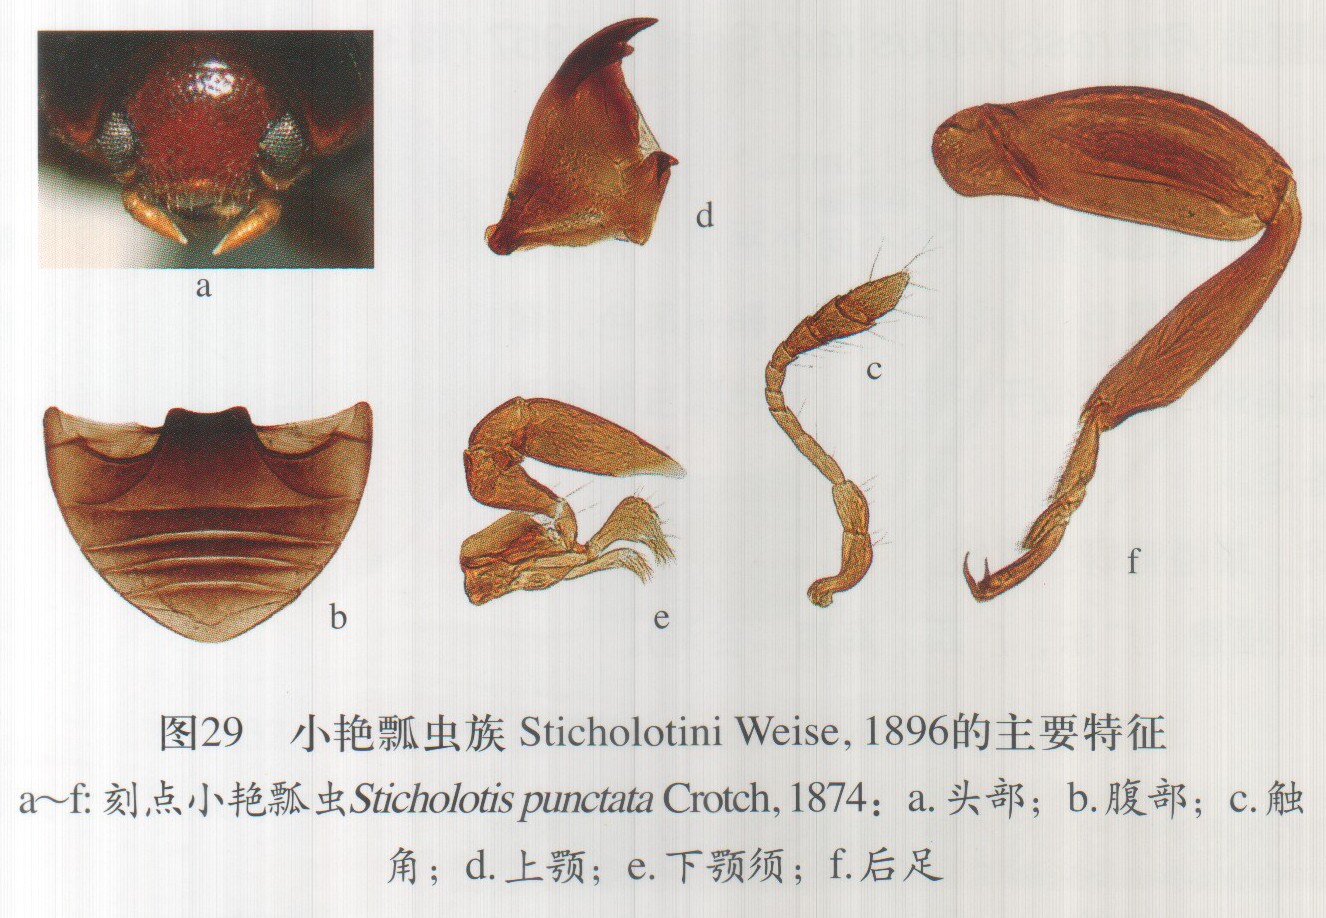 a
d
c
b
e
f
图29 小艳瓢虫族 Sticholotini Weise, 1896的主要特征
a～f: 刻点小艳瓢虫Sticholotis punctata Crotch, 1874：a. 头部；b. 腹部；c. 触
角；d. 上颚；e. 下颚须；f. 后足